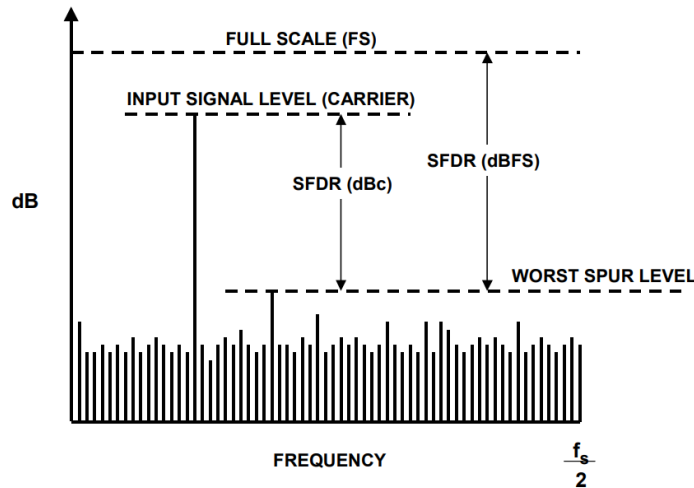 FULL SCALE (FS)
INPUT SIGNAL LEVEL (CARRIER)
SFDR (dBFS)
SFDR (dBc)
dB
WORST SPUR LEVEL
FREQUENCY
fs
2